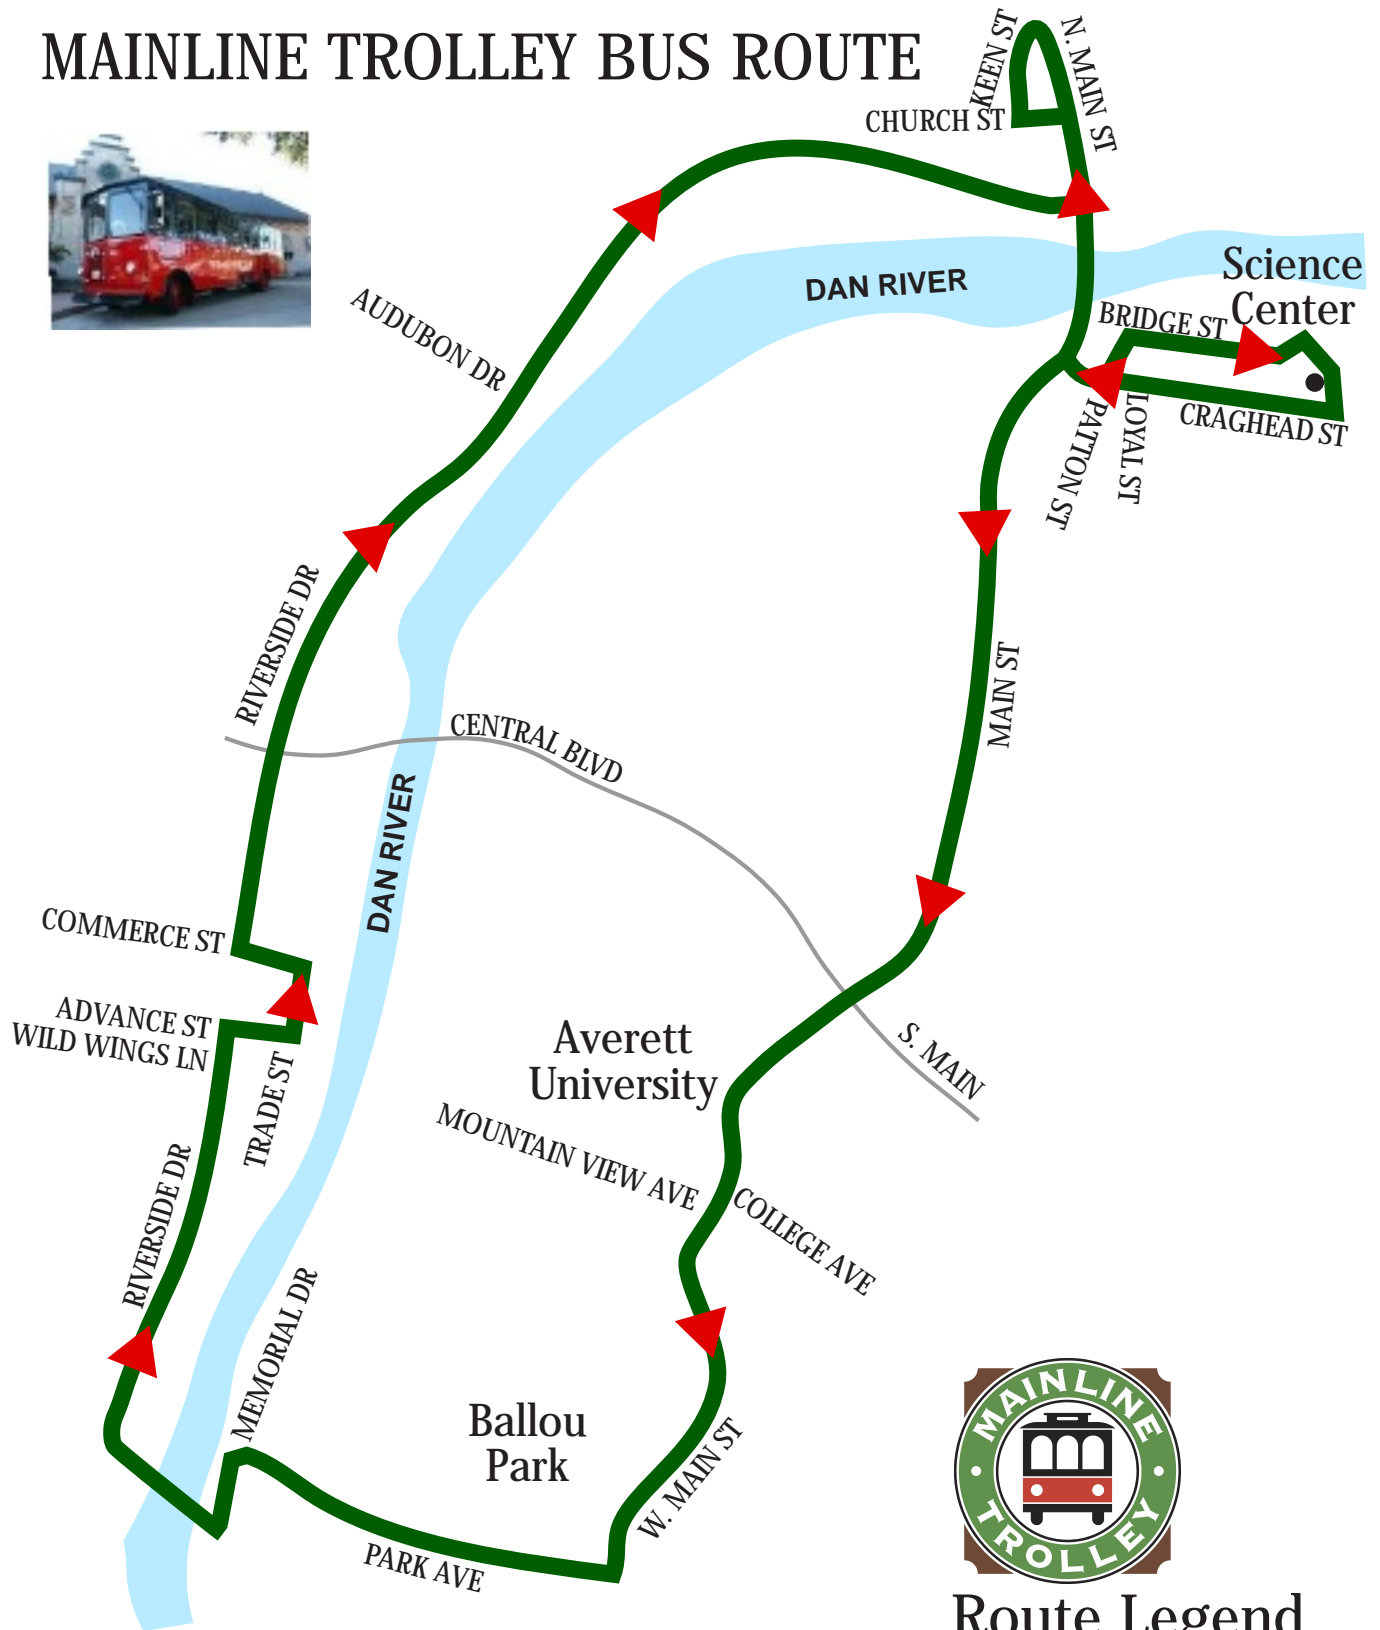 MAINLINE TROLLEY BUS ROUTE
KEEN ST
N. MAIN ST
CHURCH ST
DAN RIVER
Science
Center
BRIDGE ST
AUDUBON DR
CRAGHEAD ST
LOYAL ST
PATTON ST
RIVERSIDE DR
MAIN ST
CENTRAL BLVD
DAN RIVER
COMMERCE ST
ADVANCE ST
WILD WINGS LN
TRADE ST
Averett
University
S. MAIN
MOUNTAIN VIEW AVE
COLLEGE AVE
RIVERSIDE DR
MEMORIAL DR
Ballou
Park
W. MAIN ST
PARK AVE
MAINLINE
TROLLEY
Route Legend